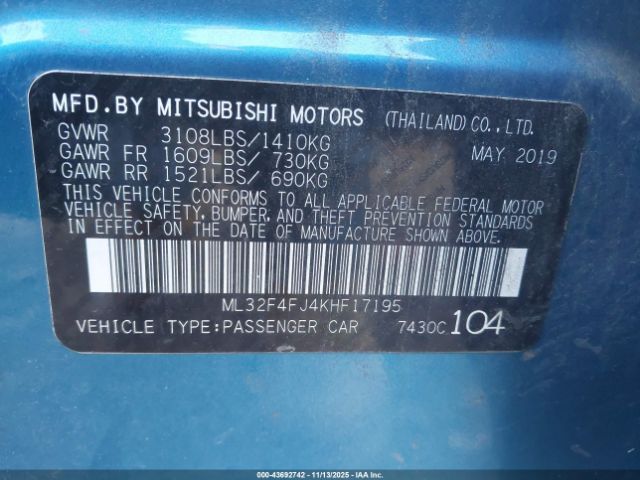 MFD.BY MITSUBISHI MOTORS (THAILAND) CO., LTD.
GVWR 3108LBS/1410KG MAY 2019
GAWR FR 1609LBS/ 730KG
GAWR RR 1521LBS/ 690KG
THIS VEHICLE CONFORMS TO ALL APPLICABLE FEDERAL MOTOR
VEHICLE SAFETY, BUMPER, AND THEFT PREVENTION STANDARDS
IN EFFECT ON THE DATE OF MANUFACTURE SHOWN ABOVE.
ML32F4FJ4KHF17195
VEHICLE TYPE:PASSENGER CAR 7430C 104
000-43692742 - 11/13/2025 - IAAI.CA